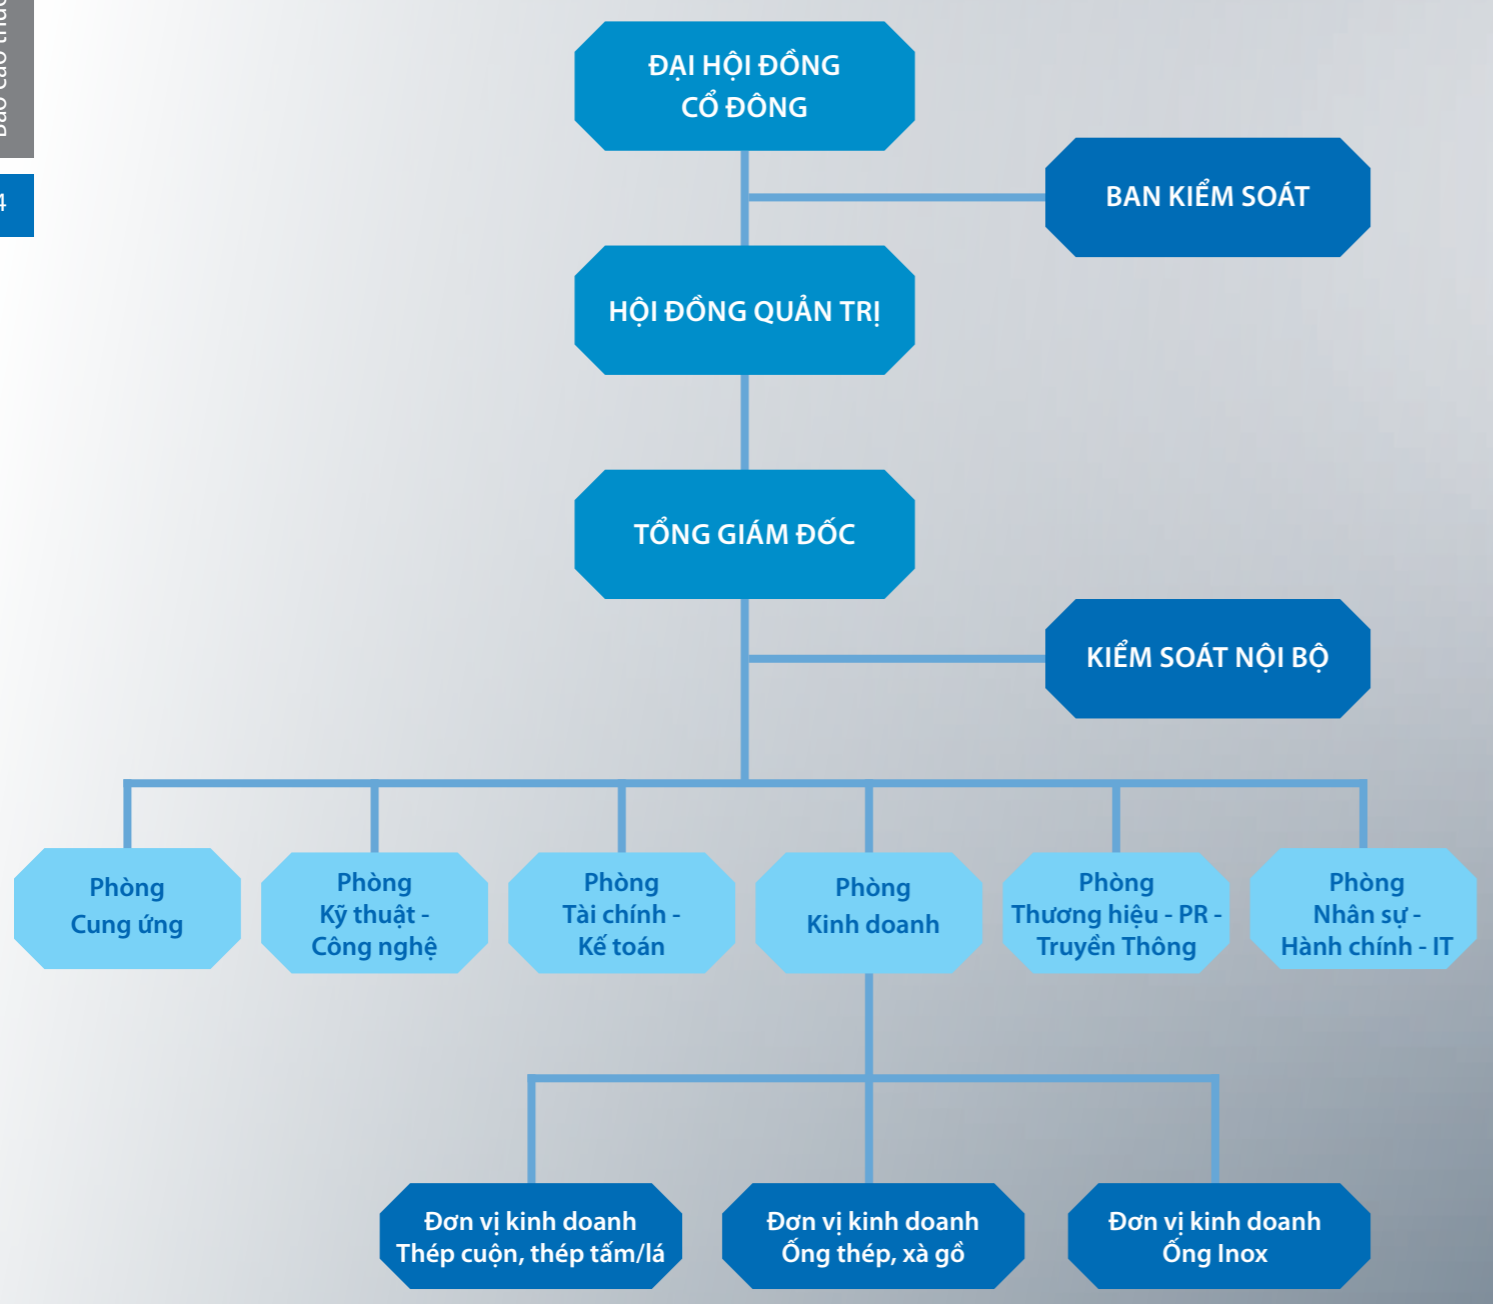 Báo cáo
4
ĐẠI HỘI ĐỒNG
CỔ ĐÔNG
BAN KIỂM SOÁT
HỘI ĐỒNG QUẢN TRỊ
TỔNG GIÁM ĐỐC
KIỂM SOÁT NỘI BỘ
Phòng
Cung ứng
Phòng
Kỹ thuật -
Công nghệ
Phòng
Tài chính -
Kế toán
Phòng
Kinh doanh
Phòng
Thương hiệu - PR -
Truyền Thông
Phòng
Nhân sự -
Hành chính - IT
Đơn vị kinh doanh
Thép cuộn, thép tấm/lá
Đơn vị kinh doanh
Ống thép, xà gồ
Đơn vị kinh doanh
Ống Inox